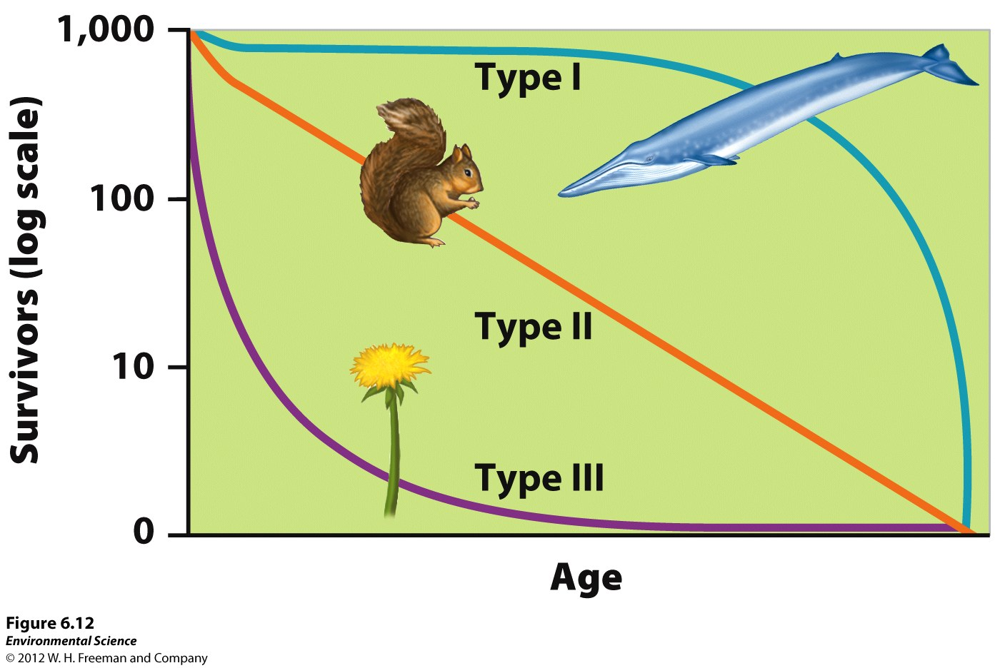 1,000
100
10
0
Survivors (log scale)
Type I
Type II
Type III
Age
Figure 6.12
Environmental Science
© 2012 W. H. Freeman and Company